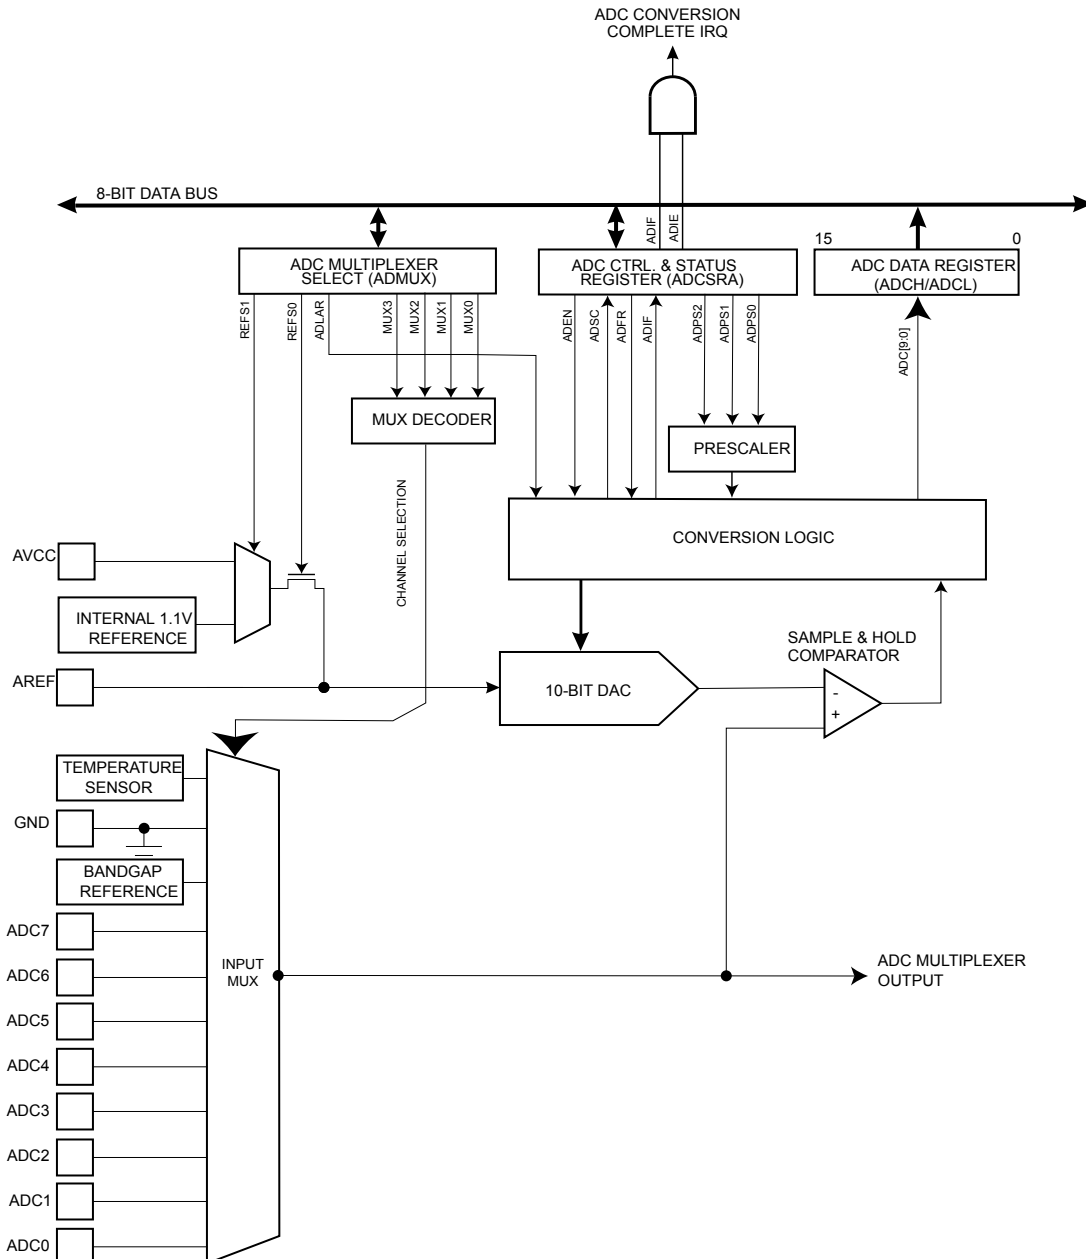 ADC CONVERSION
COMPLETE IRQ
8-BIT DATA BUS
ADIF
ADIE
15
0
ADC MULTIPLEXER
SELECT (ADMUX)
ADC CTRL. & STATUS
REGISTER (ADCSRA)
ADC DATA REGISTER
(ADCH/ADCL)
REFS1
REFS0
ADLAR
MUX3
MUX2
MUX1
MUX0
ADEN
ADSC
ADFR
ADIF
ADPS2
ADPS1
ADPS0
ADC[9:0]
MUX DECODER
PRESCALER
CHANNEL SELECTION
CONVERSION LOGIC
AVCC
INTERNAL 1.1V
REFERENCE
SAMPLE & HOLD
COMPARATOR
AREF
10-BIT DAC
-
+
TEMPERATURE
SENSOR
GND
BANDGAP
REFERENCE
ADC7
ADC6
INPUT
MUX
ADC MULTIPLEXER
OUTPUT
ADC5
ADC4
ADC3
ADC2
ADC1
ADC0